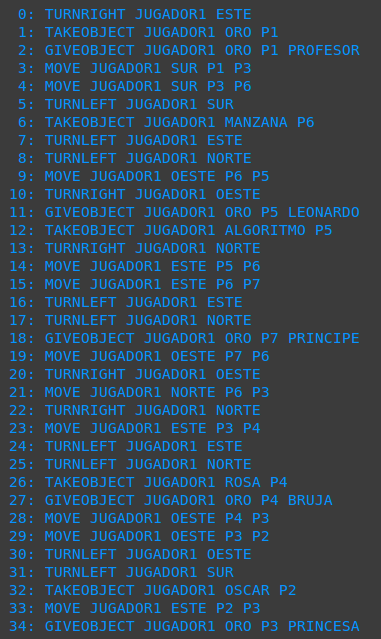 0: TURNRIGHT JUGADOR1 ESTE
1: TAKEOBJECT JUGADOR1 ORO P1
2: GIVEOBJECT JUGADOR1 ORO P1 PROFESOR
3: MOVE JUGADOR1 SUR P1 P3
4: MOVE JUGADOR1 SUR P3 P6
5: TURNLEFT JUGADOR1 SUR
6: TAKEOBJECT JUGADOR1 MANZANA P6
7: TURNLEFT JUGADOR1 ESTE
8: TURNLEFT JUGADOR1 NORTE
9: MOVE JUGADOR1 OESTE P6 P5
10: TURNRIGHT JUGADOR1 OESTE
11: GIVEOBJECT JUGADOR1 ORO P5 LEONARDO
12: TAKEOBJECT JUGADOR1 ALGORITMO P5
13: TURNRIGHT JUGADOR1 NORTE
14: MOVE JUGADOR1 ESTE P5 P6
15: MOVE JUGADOR1 ESTE P6 P7
16: TURNLEFT JUGADOR1 ESTE
17: TURNLEFT JUGADOR1 NORTE
18: GIVEOBJECT JUGADOR1 ORO P7 PRINCIPE
19: MOVE JUGADOR1 OESTE P7 P6
20: TURNRIGHT JUGADOR1 OESTE
21: MOVE JUGADOR1 NORTE P6 P3
22: TURNRIGHT JUGADOR1 NORTE
23: MOVE JUGADOR1 ESTE P3 P4
24: TURNLEFT JUGADOR1 ESTE
25: TURNLEFT JUGADOR1 NORTE
26: TAKEOBJECT JUGADOR1 ROSA P4
27: GIVEOBJECT JUGADOR1 ORO P4 BRUJA
28: MOVE JUGADOR1 OESTE P4 P3
29: MOVE JUGADOR1 OESTE P3 P2
30: TURNLEFT JUGADOR1 OESTE
31: TURNLEFT JUGADOR1 SUR
32: TAKEOBJECT JUGADOR1 OSCAR P2
33: MOVE JUGADOR1 ESTE P2 P3
34: GIVEOBJECT JUGADOR1 ORO P3 PRINCESA